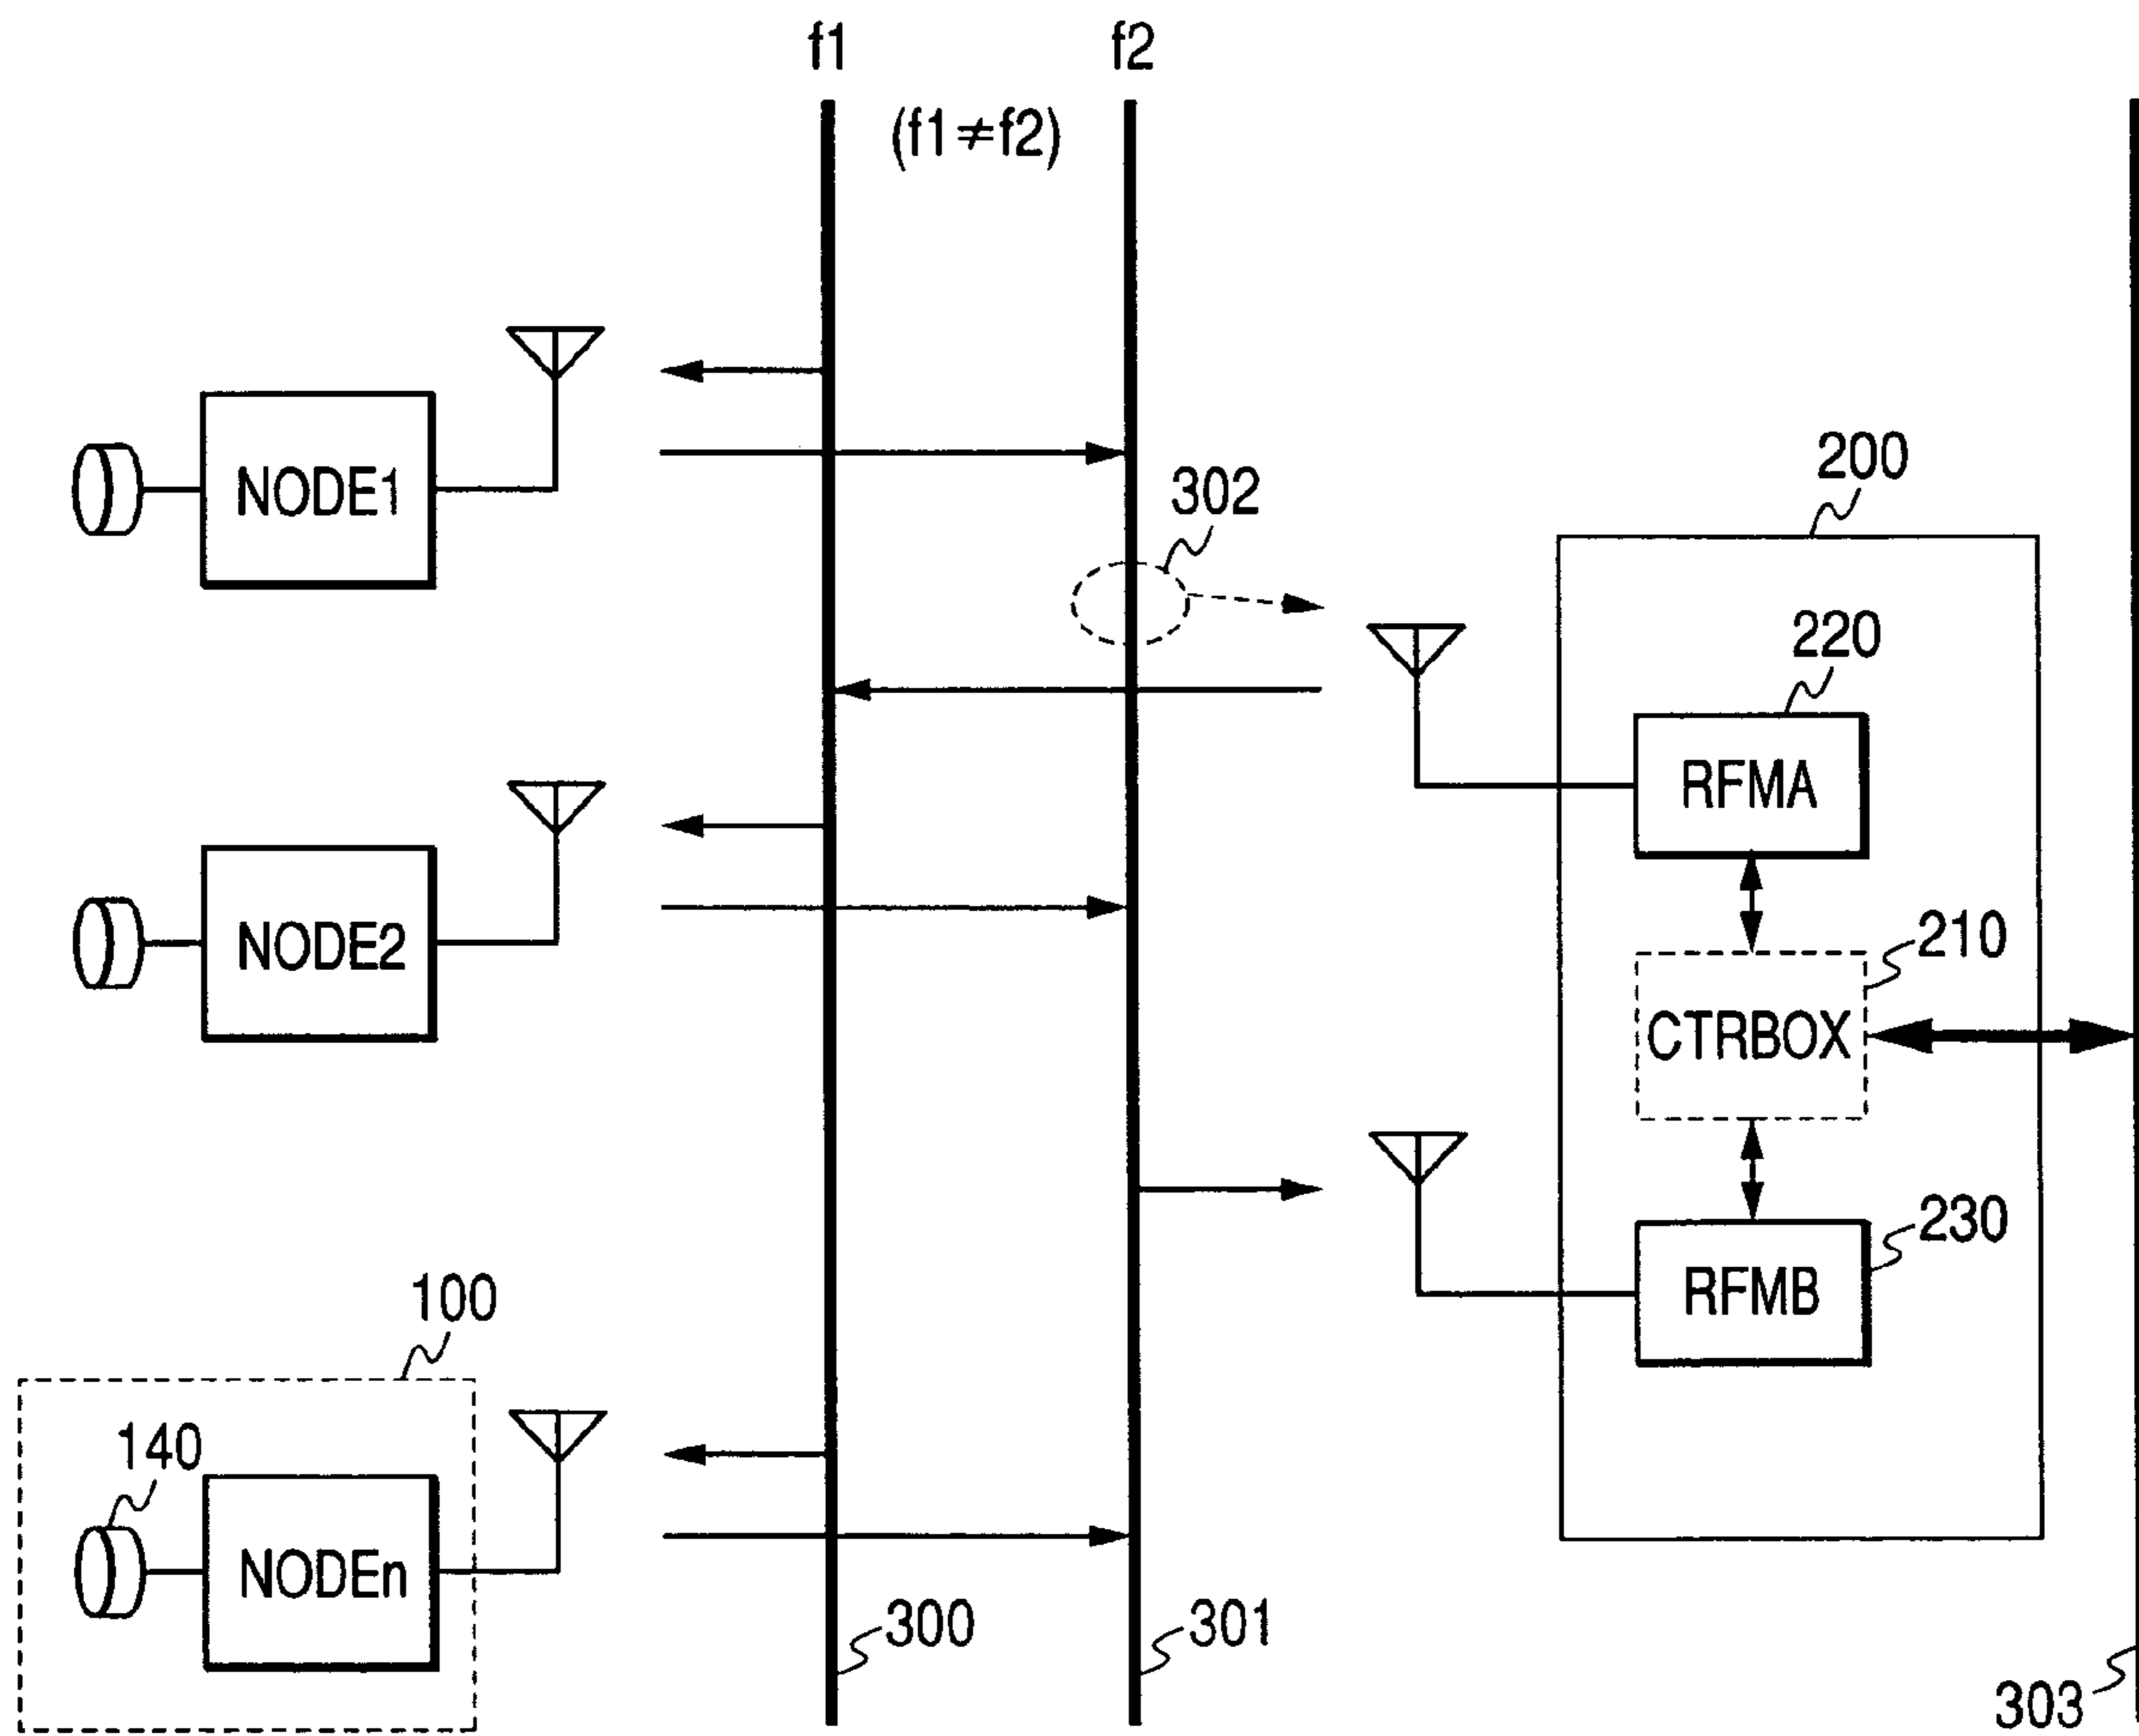 f1
f2
(f1≠f2)
NODE1
302
200
220
RFMA
NODE2
210
CTRBOX
230
RFMB
100
140
NODEn
300
301
303